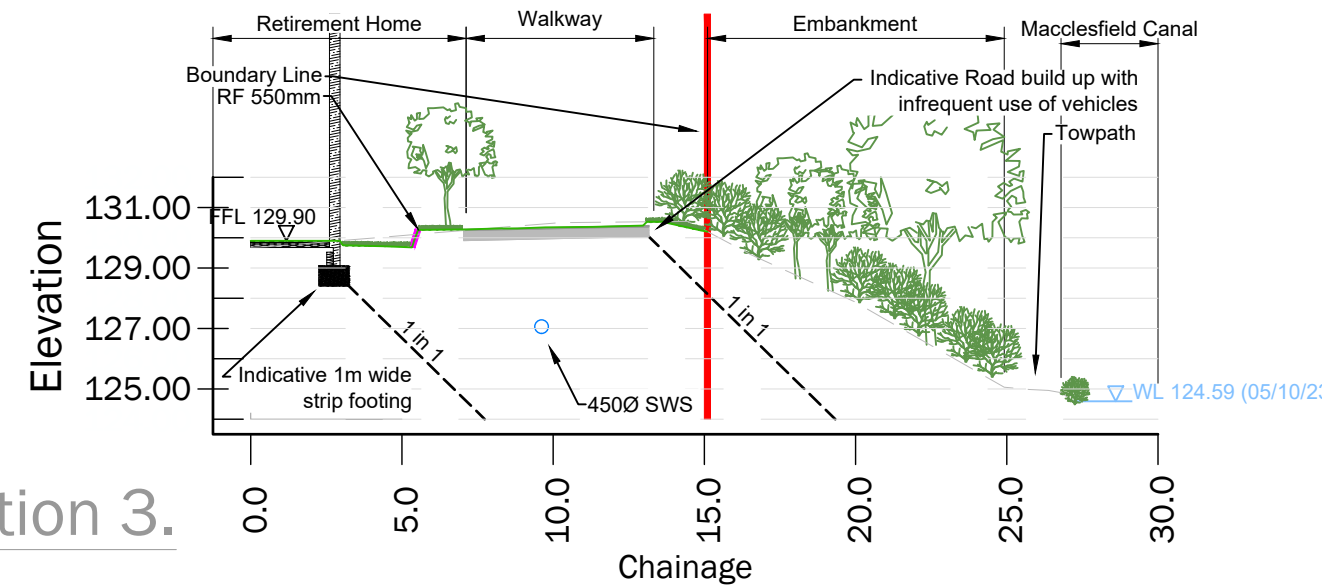 Retirement Home
Walkway
Embankment
Macclesfield Canal
Boundary Line
RF 550mm
Indicative Road build up with
infrequent use of vehicles
Towpath
131.00
FFL 129.90
129.00
127.00
125.00
Elevation
1 in 1
1 in 1
Indicative 1m wide
strip footing
450Ø SWS
WL 124.59 (05/10/23
0.0
5.0
10.0
15.0
20.0
25.0
30.0
Chainage
tion 3.